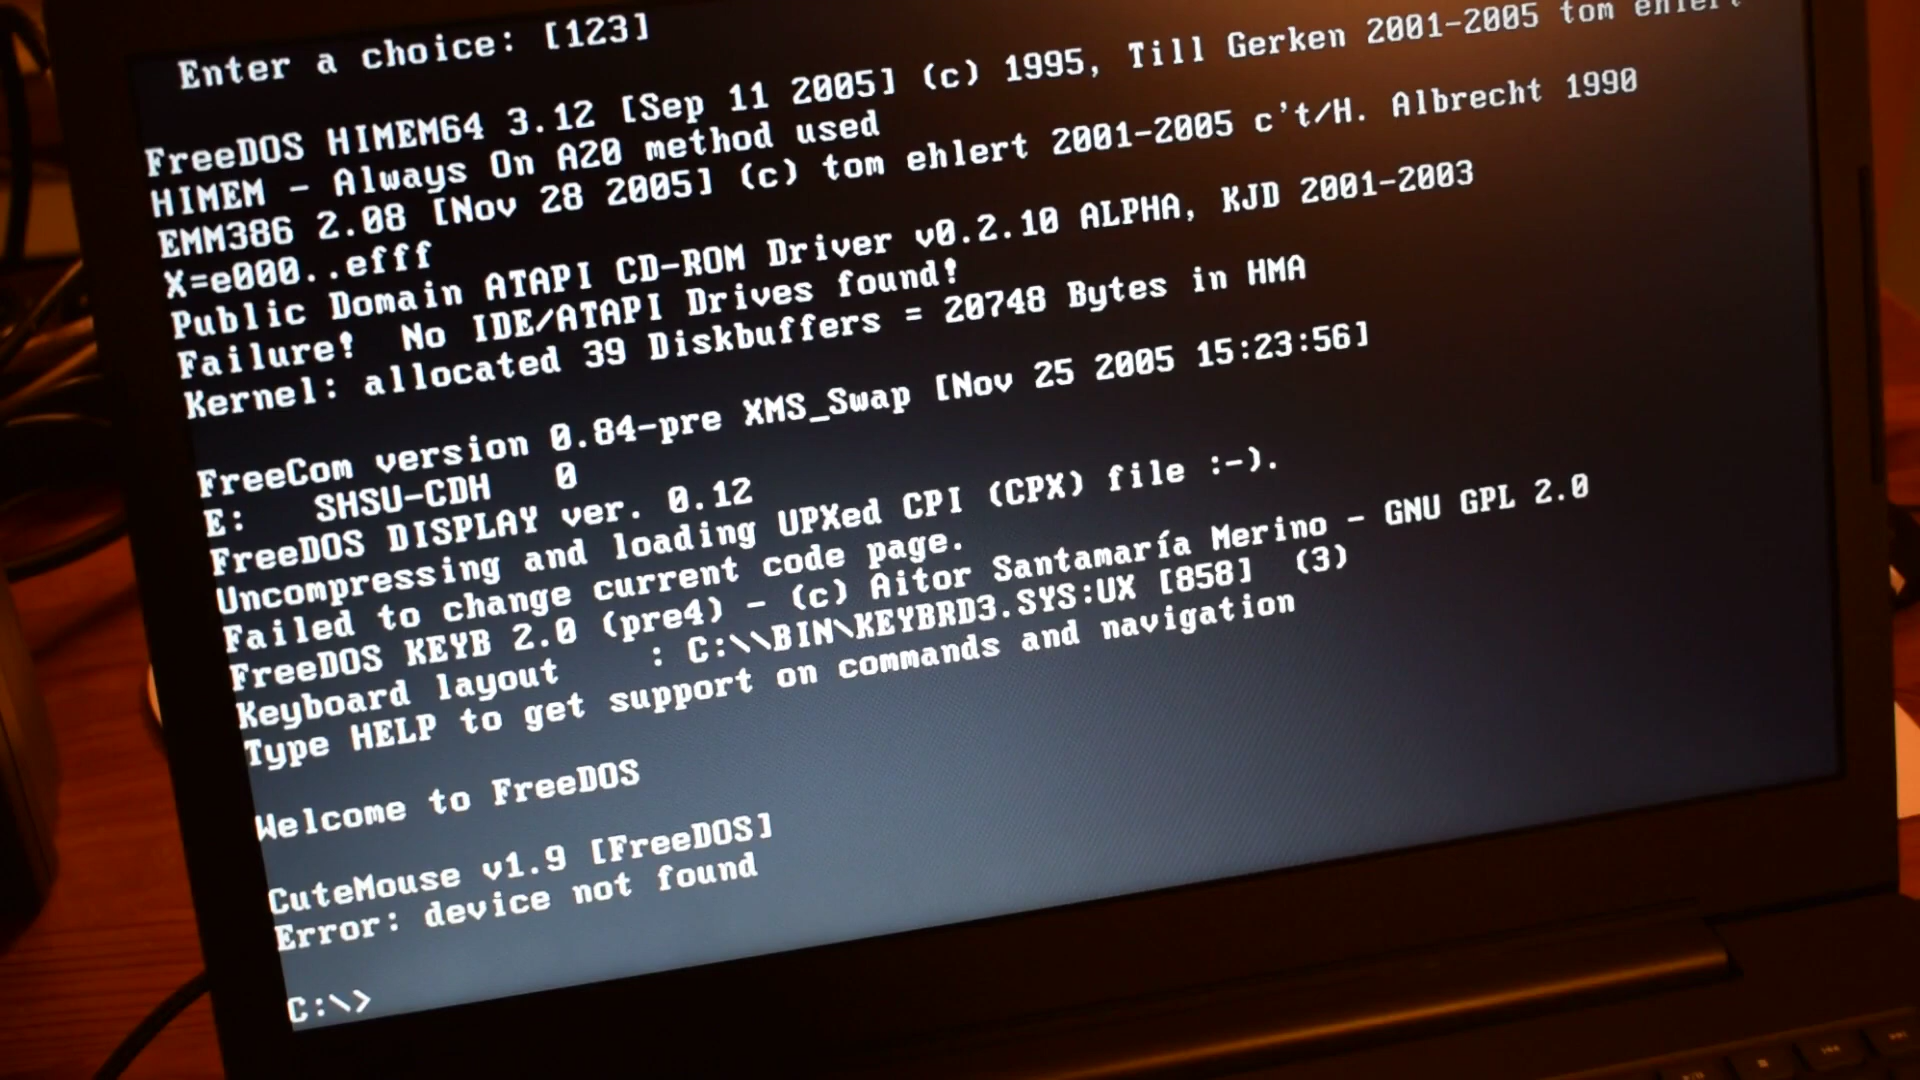 Enter a choice: [123]
FreeDOS HIMEM64 3.12 [Sep 11 2005] (c) 1995, Till Gerken 2001-2005 tom ehlert
HIMEM - Always On A20 method used
EMM386 2.08 [Nov 28 2005] (c) tom ehlert 2001-2005 c't/H. Albrecht 1990
X=e000..efff
Public Domain ATAPI CD-ROM Driver v0.2.10 ALPHA, KJD 2001-2003
Failure!  No IDE/ATAPI Drives found!
Kernel: allocated 39 Diskbuffers = 20748 Bytes in HMA
FreeCom version 0.84-pre XMS_Swap [Nov 25 2005 15:23:56]
E:   SHSU-CDH   0
FreeDOS DISPLAY ver. 0.12
Uncompressing and loading UPXed CPI (CPX) file :-).
Failed to change current code page.
FreeDOS KEYB 2.0 (pre4) - (c) Aitor Santamaría Merino - GNU GPL 2.0
Keyboard layout    : C:\\BIN\KEYBRD3.SYS:UX [858]  (3)
Type HELP to get support on commands and navigation
Welcome to FreeDOS
CuteMouse v1.9 [FreeDOS]
Error: device not found
C:\>